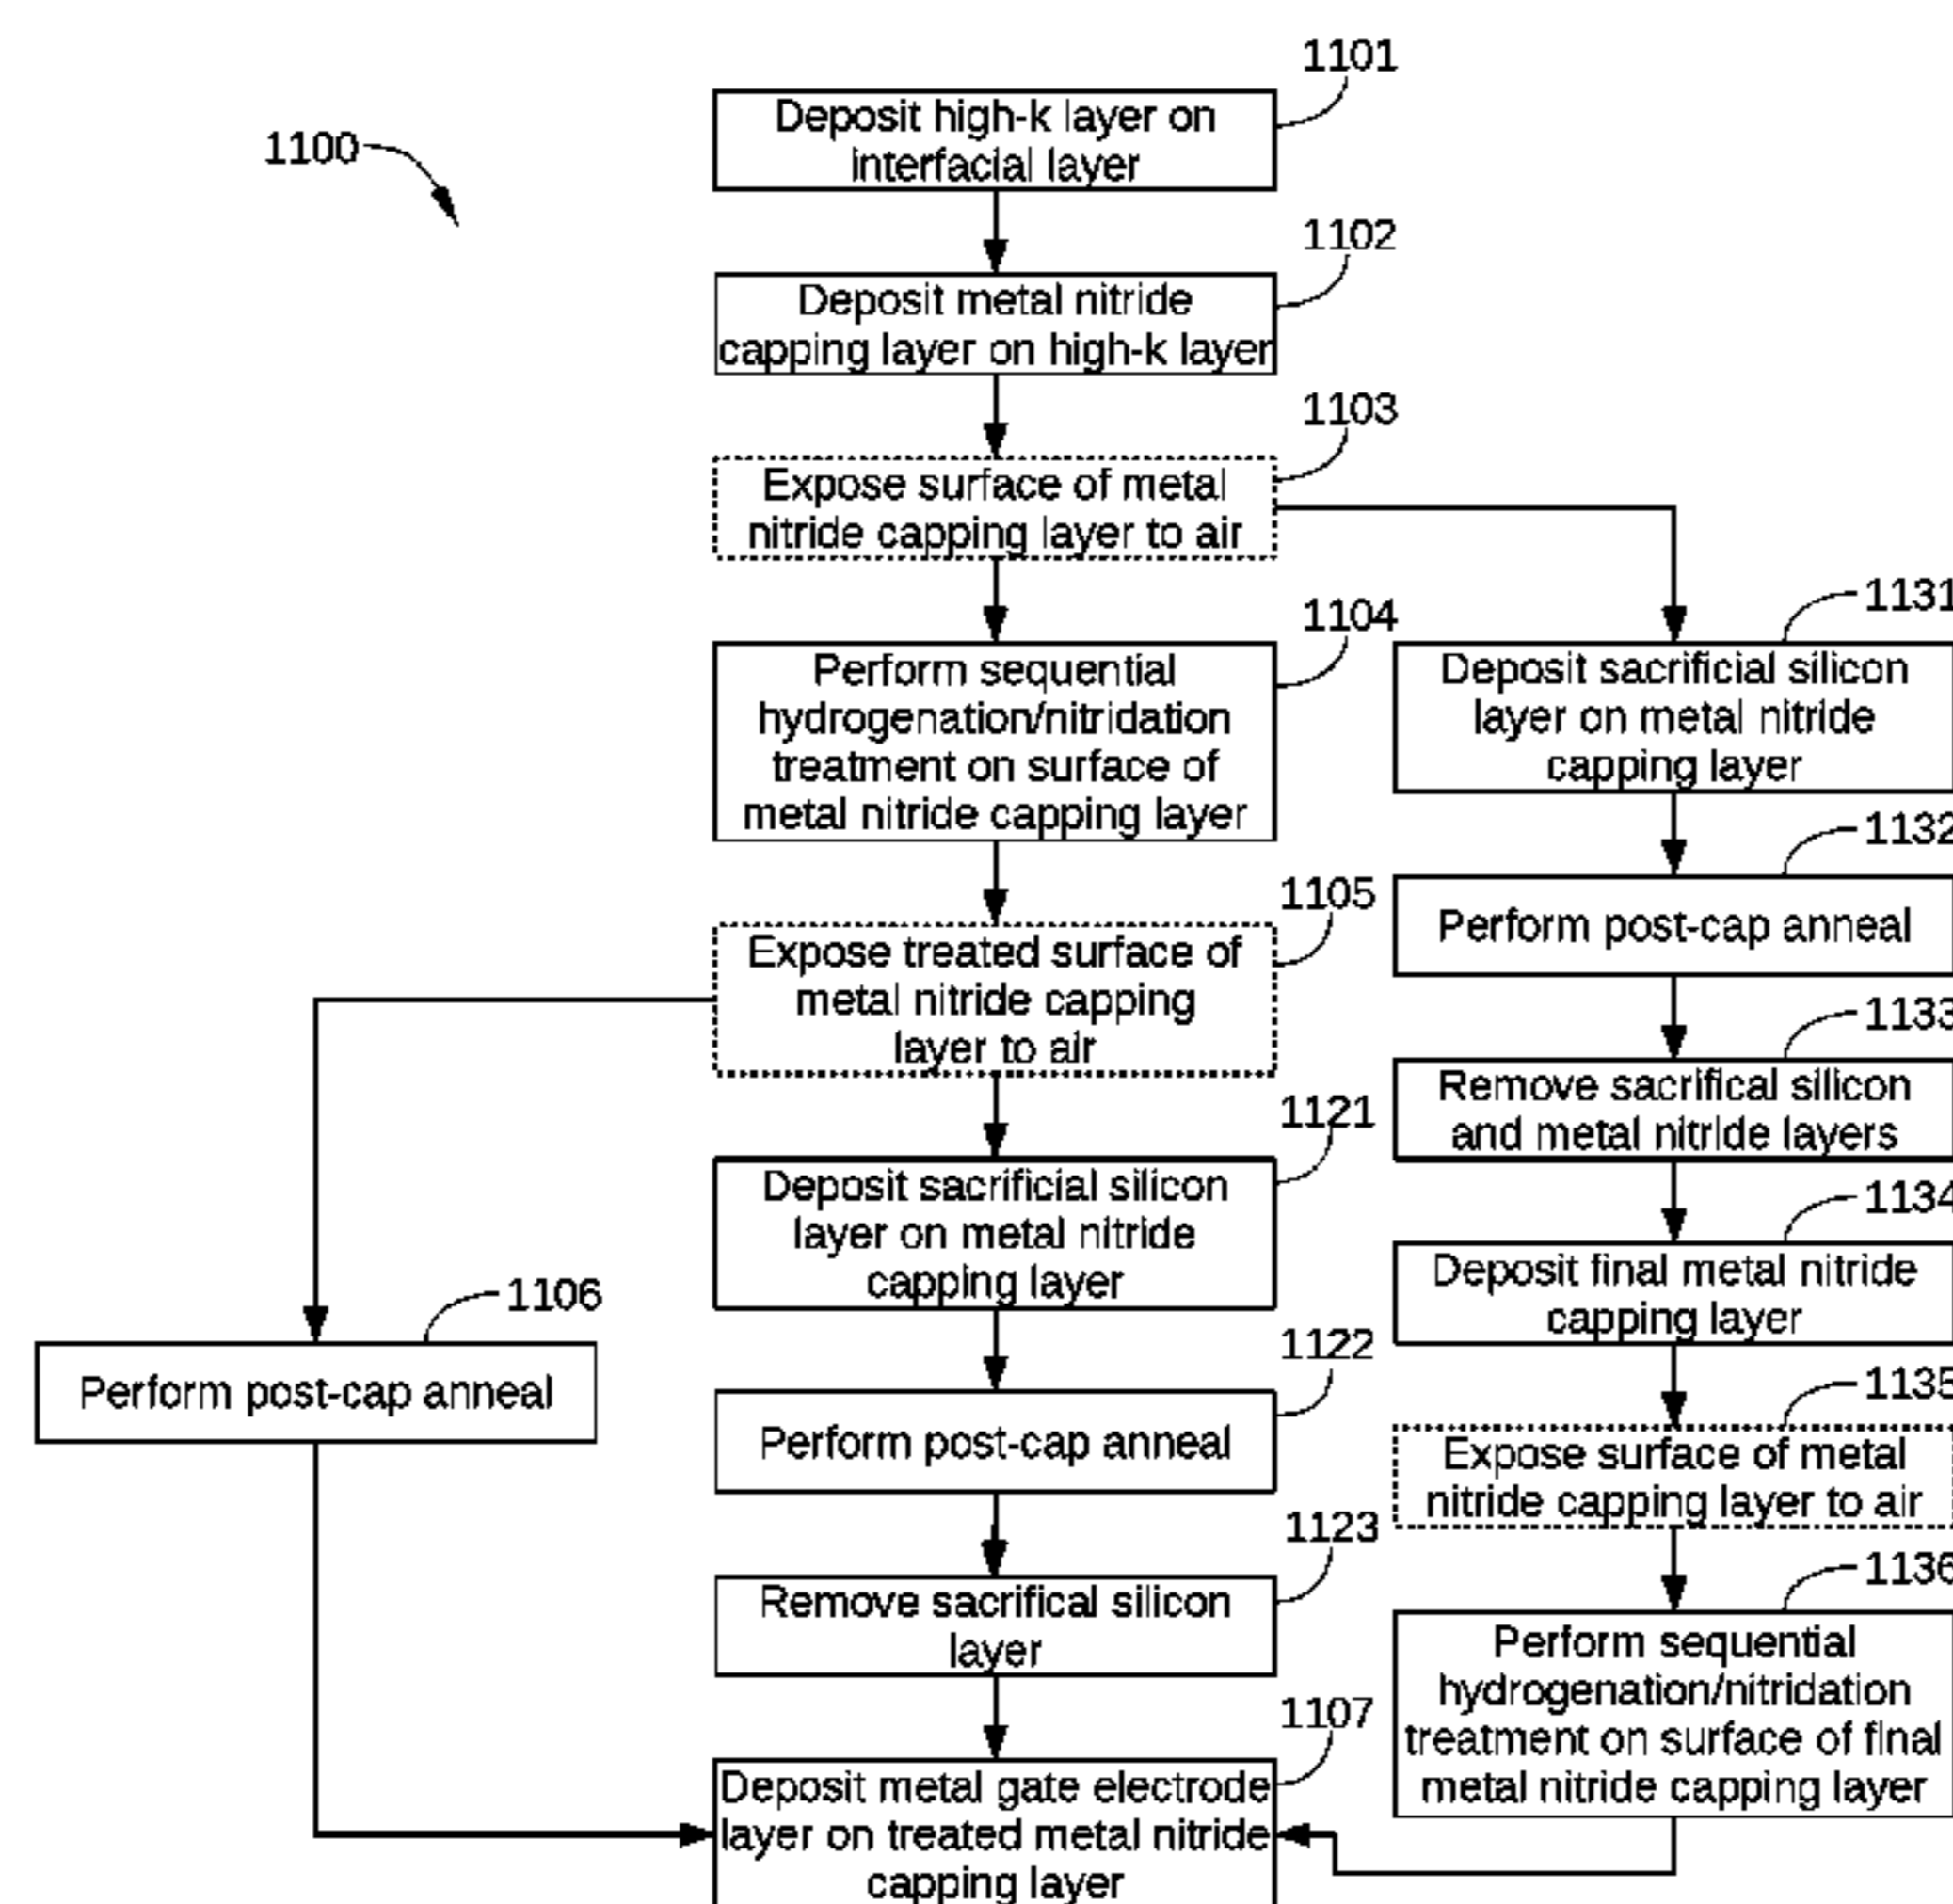 1100
1101
Deposit high-k layer on
interfacial layer
1102
Deposit metal nitride
capping layer on high-k layer
1103
Expose surface of metal
nitride capping layer to air
1104
Perform sequential
hydrogenation/nitridation
treatment on surface of
metal nitride capping layer
1105
Expose treated surface of
metal nitride capping
layer to air
1106
Perform post-cap anneal
1121
Deposit sacrificial silicon
layer on metal nitride
capping layer
1122
Perform post-cap anneal
1123
Remove sacrifical silicon
layer
1107
Deposit metal gate electrode
layer on treated metal nitride
capping layer
1131
Deposit sacrificial silicon
layer on metal nitride
capping layer
1132
Perform post-cap anneal
1133
Remove sacrifical silicon
and metal nitride layers
1134
Deposit final metal nitride
capping layer
1135
Expose surface of metal
nitride capping layer to air
1136
Perform sequential
hydrogenation/nitridation
treatment on surface of final
metal nitride capping layer